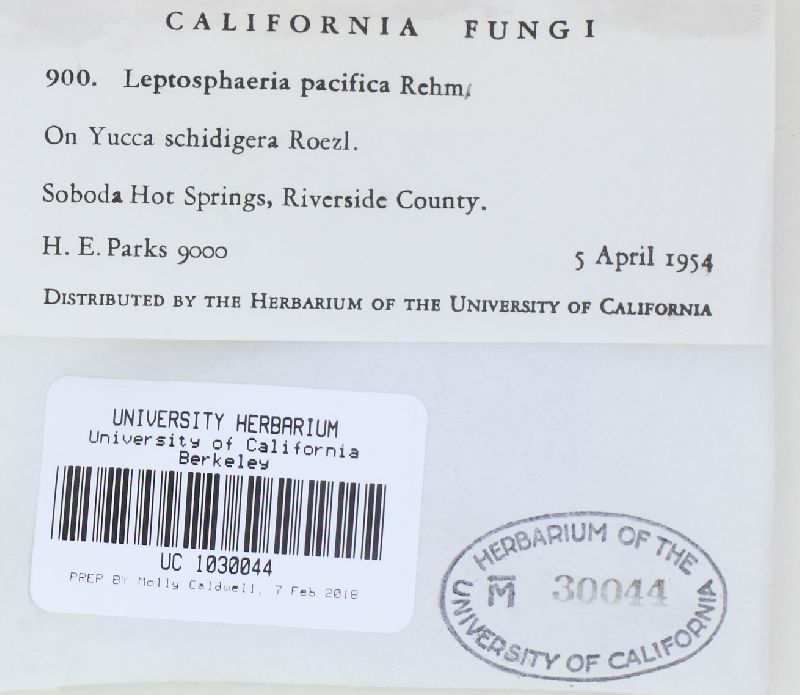 CALIFORNIA FUNGI
900. Leptosphaeria pacifica Rehm,
On Yucca schidigera Roezl.
Soboda Hot Springs, Riverside County.
H. E. Parks 9000 5 April 1954
DISTRIBUTED BY THE HERBARIUM OF THE UNIVERSITY OF CALIFORNIA
UNIVERSITY HERBARIUM
University of California
Berkeley
UC 1030044
PREP BY Molly Caldwell, 7 Feb 2018
HERBARIUM OF THE
M 30044
UNIVERSITY OF CALIFORNIA